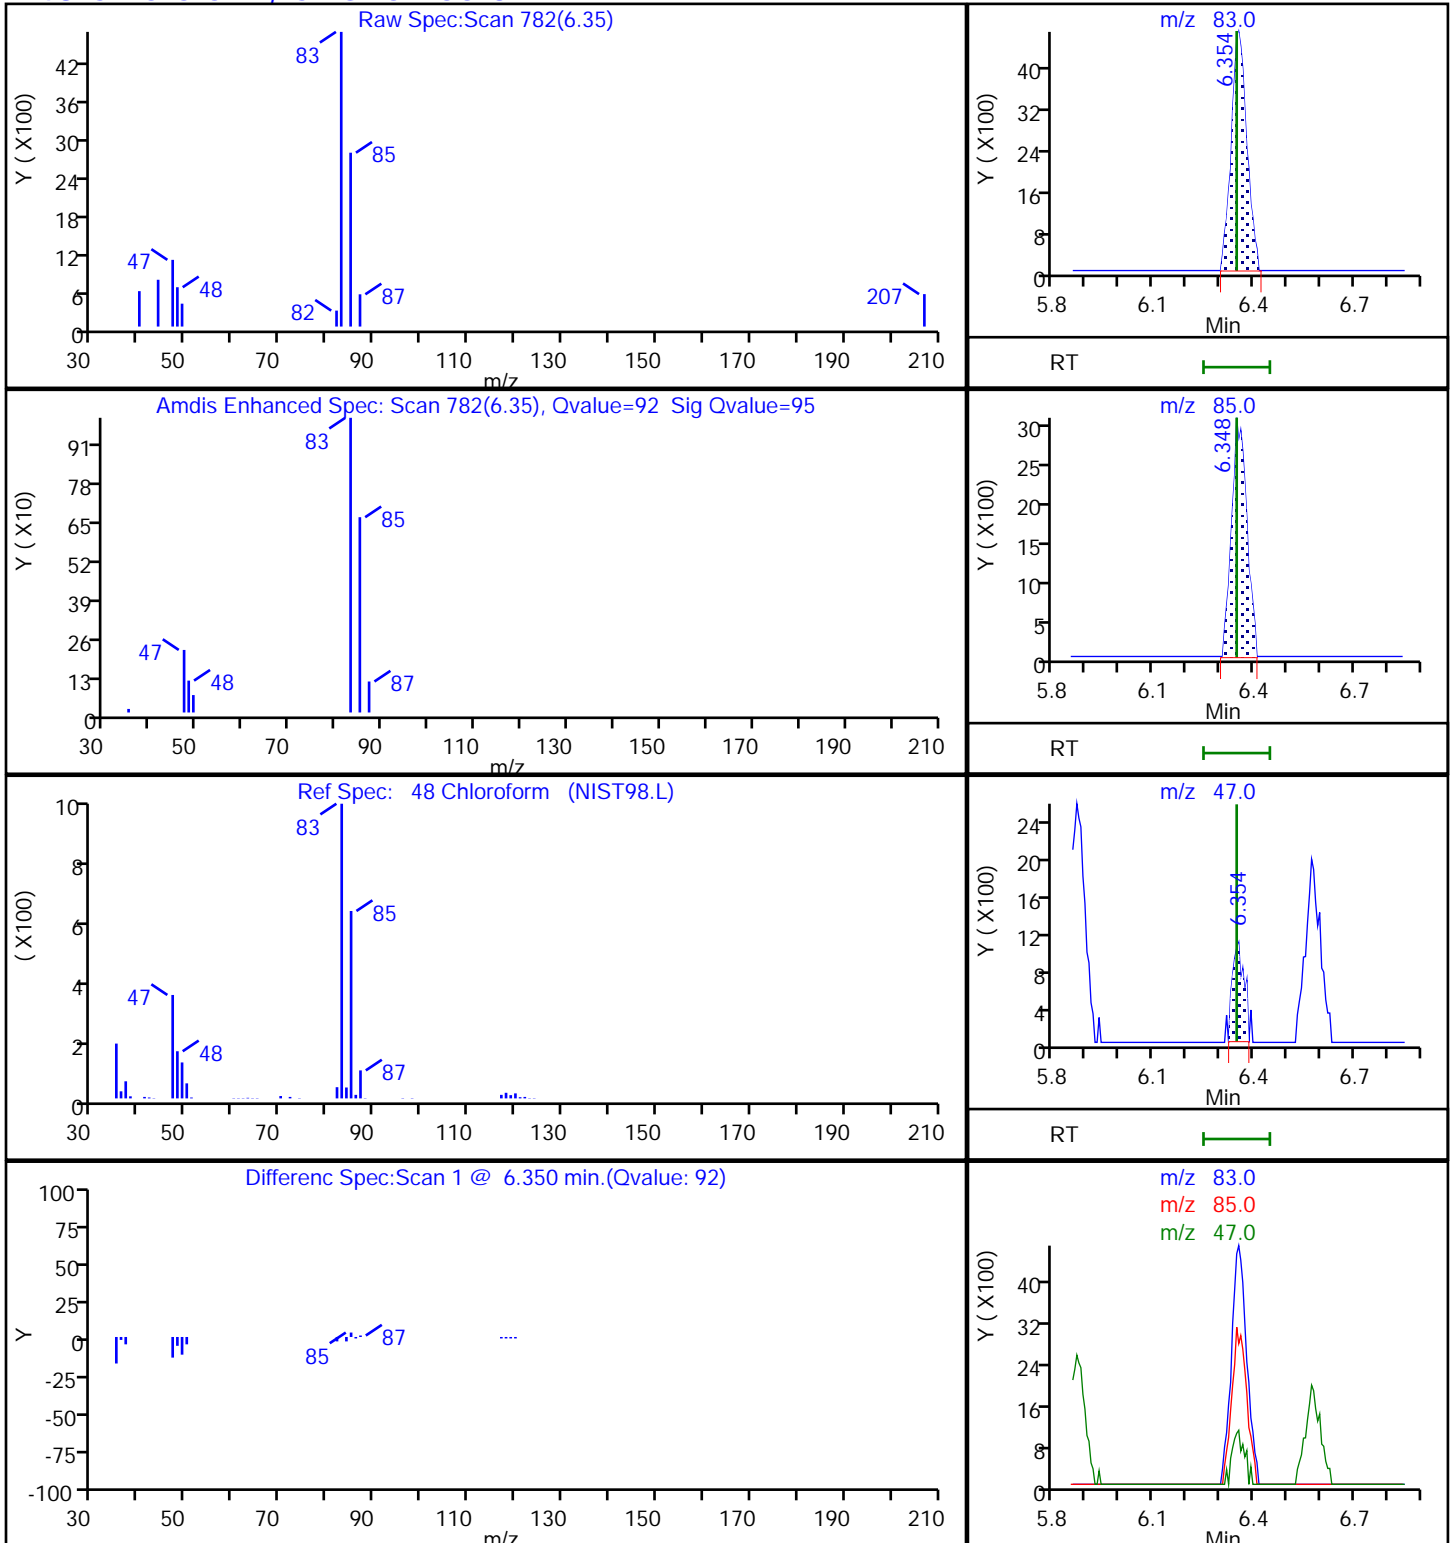 Raw Spec:Scan 782(6.35)
Y ( X100)
42
36
30
24
18
12
6
0
83
85
47
48
82
87
207
30 50 70 90 110 130 150 170 190 210
m/z
m/z 83.0
Y ( X100)
40
32
24
16
8
0
6.354
5.8 6.1 6.4 6.7
Min
RT
Amdis Enhanced Spec: Scan 782(6.35), Qvalue=92 Sig Qvalue=95
Y ( X10)
91
78
65
52
39
26
13
0
83
85
47
48
87
30 50 70 90 110 130 150 170 190 210
m/z
m/z 85.0
Y ( X100)
30
25
20
15
10
5
0
6.348
5.8 6.1 6.4 6.7
Min
RT
Ref Spec: 48 Chloroform (NIST98.L)
( X100)
10
8
6
4
2
0
83
85
47
48
87
30 50 70 90 110 130 150 170 190 210
m/z 47.0
Y ( X100)
24
20
16
12
8
4
0
6.354
5.8 6.1 6.4 6.7
Min
RT
Differenc Spec:Scan 1 @ 6.350 min.(Qvalue: 92)
Y
100
75
50
25
0
-25
-50
-75
-100
85
87
30 50 70 90 110 130 150 170 190 210
m/z
m/z 83.0
m/z 85.0
m/z 47.0
Y ( X100)
40
32
24
16
8
0
5.8 6.1 6.4 6.7
Min